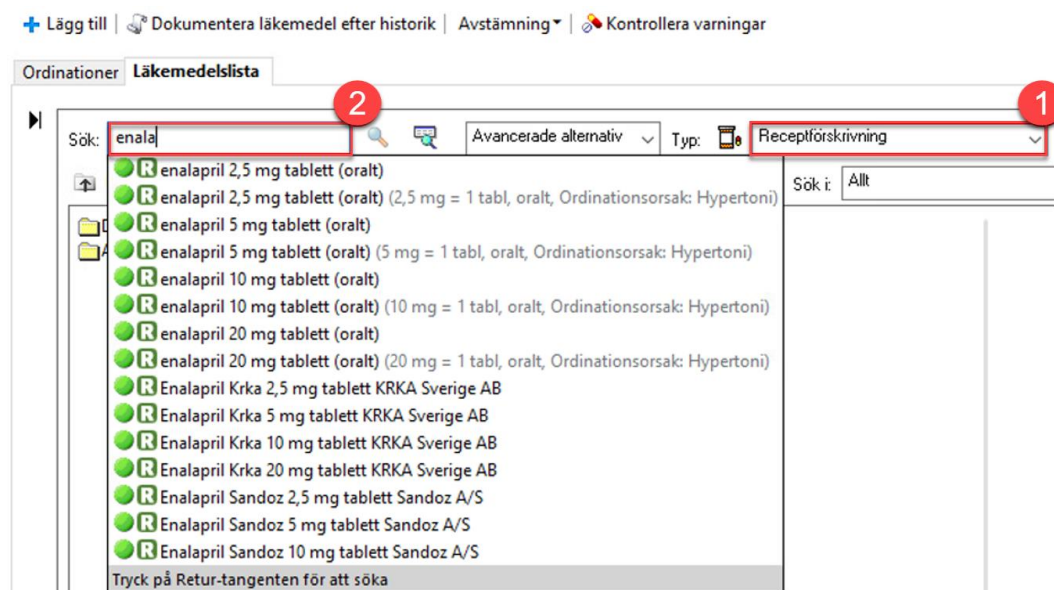 Lägg till | Dokumentera läkemedel efter historik | Avstämning | Kontrollera varningar
Ordinationer Läkemedelslista
2 1
Sök: enala Avancerade alternativ Typ: Receptförskrivning
R enalapril 2,5 mg tablett (oralt)
Sök i: Allt
R enalapril 2,5 mg tablett (oralt) (2,5 mg = 1 tabl, oralt, Ordinationsorsak: Hypertoni)
R enalapril 5 mg tablett (oralt)
R enalapril 5 mg tablett (oralt) (5 mg = 1 tabl, oralt, Ordinationsorsak: Hypertoni)
R enalapril 10 mg tablett (oralt)
R enalapril 10 mg tablett (oralt) (10 mg = 1 tabl, oralt, Ordinationsorsak: Hypertoni)
R enalapril 20 mg tablett (oralt)
R enalapril 20 mg tablett (oralt) (20 mg = 1 tabl, oralt, Ordinationsorsak: Hypertoni)
R Enalapril Krka 2,5 mg tablett KRKA Sverige AB
R Enalapril Krka 5 mg tablett KRKA Sverige AB
R Enalapril Krka 10 mg tablett KRKA Sverige AB
R Enalapril Krka 20 mg tablett KRKA Sverige AB
R Enalapril Sandoz 2,5 mg tablett Sandoz A/S
R Enalapril Sandoz 5 mg tablett Sandoz A/S
R Enalapril Sandoz 10 mg tablett Sandoz A/S
Tryck på Retur-tangenten för att söka